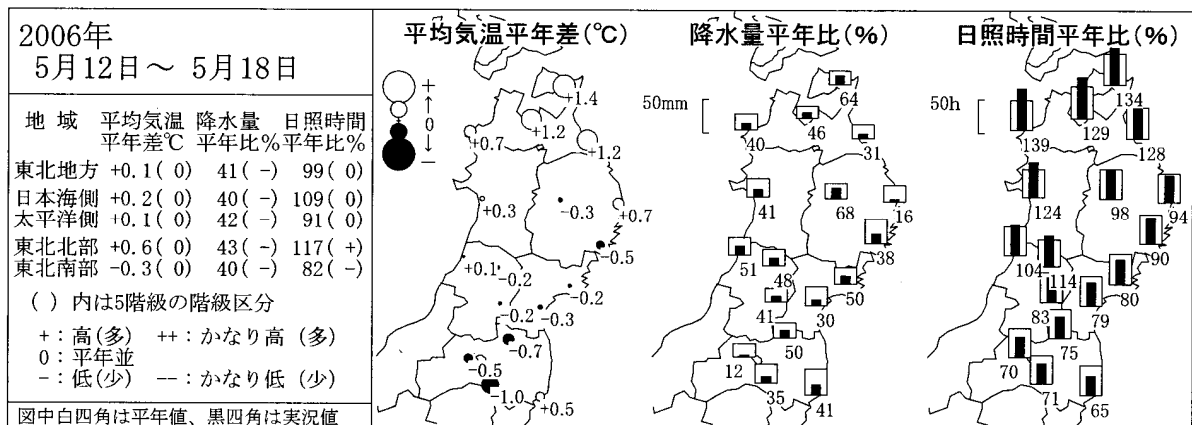 2006年
5月12日～ 5月18日
地 域 平均気温 降水量 日照時間
平年差℃ 平年比% 平年比%
東北地方 +0.1( 0) 41( -) 99( 0)
日本海側 +0.2( 0) 40( -) 109( 0)
太平洋側 +0.1( 0) 42( -) 91( 0)
東北北部 +0.6( 0) 43( -) 117( +)
東北南部 -0.3( 0) 40( -) 82( -)
( ) 内は5階級の階級区分
+：高(多) ++：かなり高 (多)
0：平年並
-：低(少) --：かなり低 (少)
図中白四角は平年値、黒四角は実況値
平均気温平年差(℃)
+
↑
0
↓
-
+1.4
+1.2
+0.7
+1.2
+0.3
-0.3
+0.7
-0.5
+0.1
-0.2
-0.2
-0.2
-0.3
-0.7
-0.5
-1.0
+0.5
降水量平年比(%)
50mm
64
46
40
31
41
68
16
38
51
48
50
41
30
50
12
35
41
日照時間平年比(%)
50h
134
129
139
128
124
98
94
90
104
114
80
83
79
75
70
71
65